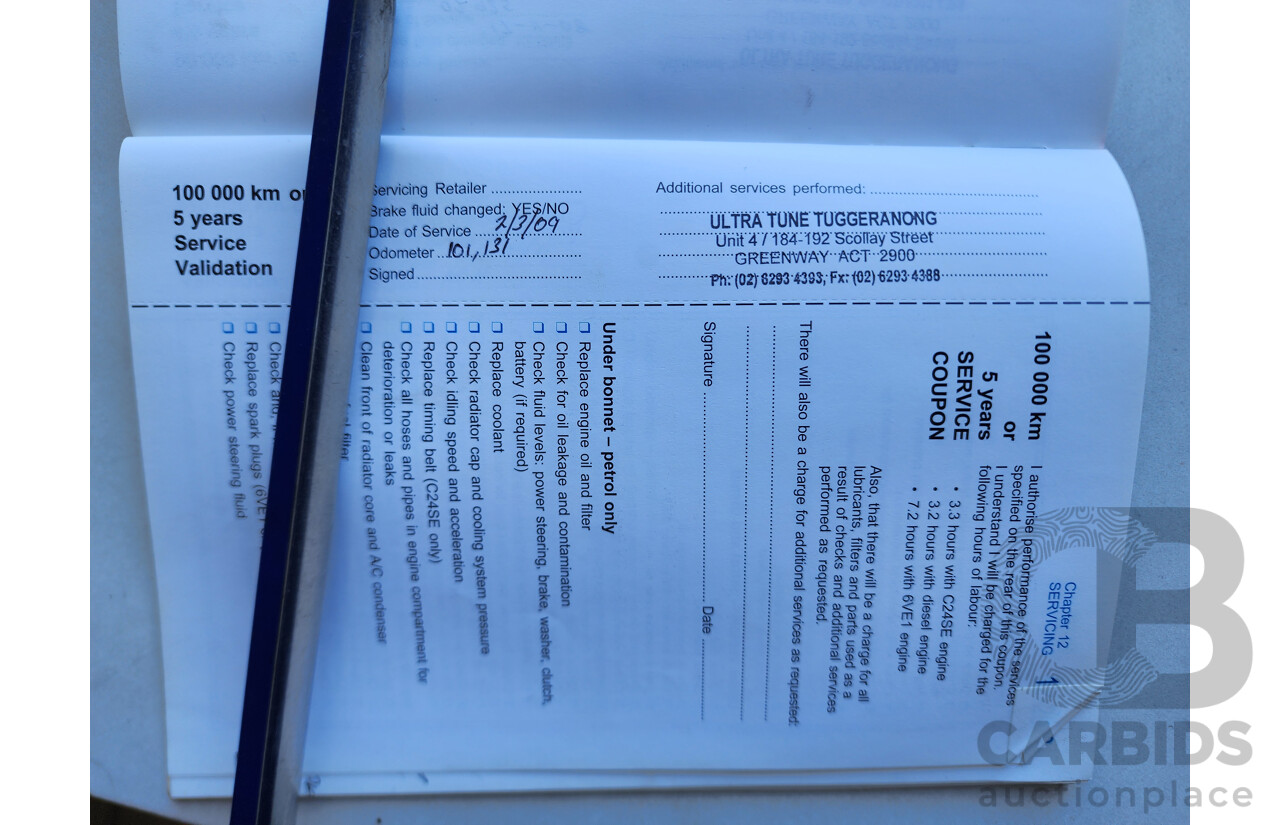 100 000 km or
5 years
Service
Validation
Servicing Retailer
Brake fluid changed: YES/NO
Date of Service 2/3/09
Odometer 101,131
Signed
Additional services performed:
ULTRA TUNE TUGGERANONG
Unit 4 / 184-192 Scollay Street
GREENWAY ACT 2900
Ph: (02) 6293 4393, Fx: (02) 6293 4388
Chapter 12
SERVICING 1
100 000 km
or
5 years
SERVICE
COUPON
I authorise performance of the services
specified on the rear of this coupon.
I understand I will be charged for the
following hours of labour:
• 3.3 hours with C24SE engine
• 3.2 hours with diesel engine
• 7.2 hours with 6VE1 engine
Also, that there will be a charge for all
lubricants, filters and parts used as a
result of checks and additional services
performed as requested.
There will also be a charge for additional services as requested:
Signature Date
Under bonnet – petrol only
Replace engine oil and filter
Check for oil leakage and contamination
Check fluid levels: power steering, brake, washer, clutch,
battery (if required)
Replace coolant
Check radiator cap and cooling system pressure
Check idling speed and acceleration
Replace timing belt (C24SE only)
Check all hoses and pipes in engine compartment for
deterioration or leaks
Clean front of radiator core and A/C condenser
filter
Check and,
Replace spark plugs (6VE1
Check power steering fluid
CARBIDS
auctionplace